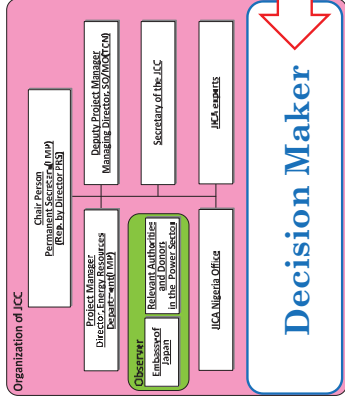 Organization of JCC
Chair Person
Permanent Secretary(FMP)
(Rep. by Director PRS)
Project Manager
Director, Energy Resources
Department(FMP)
Deputy Project Manager
Managing Director, SO/MO(TCN)
Observer
Embassy of
Japan
Relevant Authorities
and Donors
in the Power Sector
Secretary of the JCC
JICA Nigeria Office
JICA experts
Decision Maker